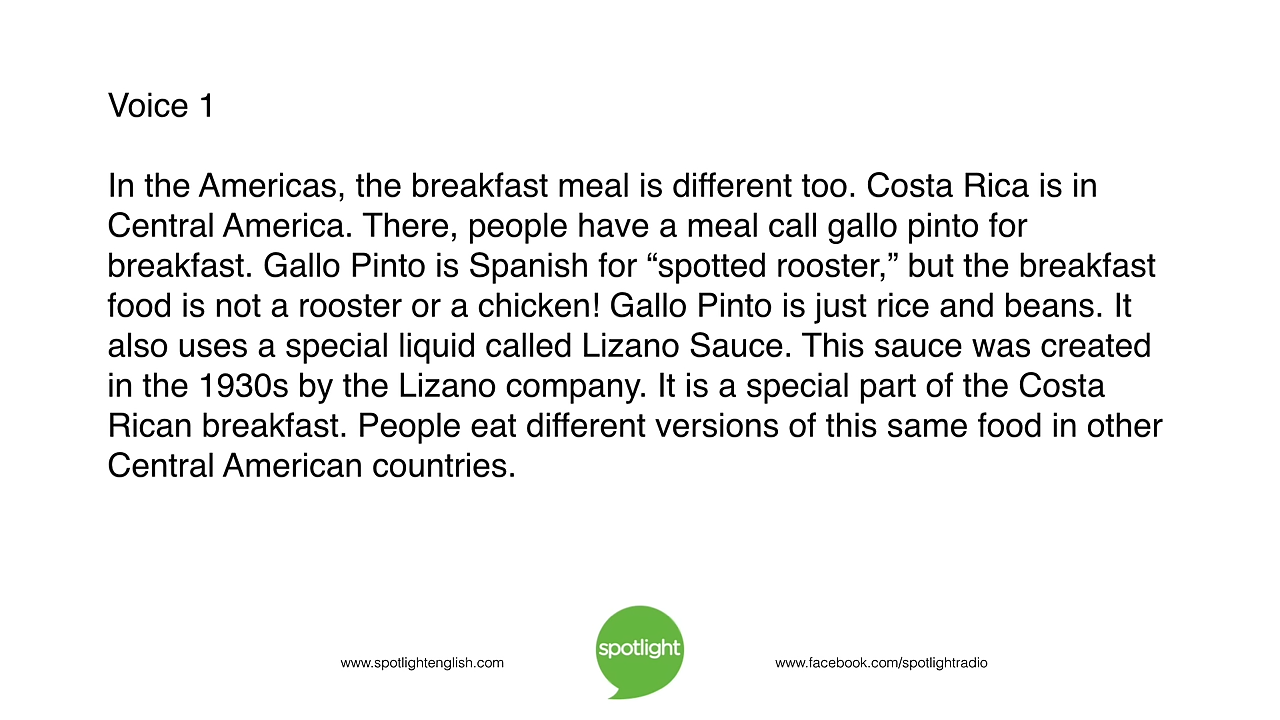 Voice 1
In the Americas, the breakfast meal is different too. Costa Rica is in
Central America. There, people have a meal call gallo pinto for
breakfast. Gallo Pinto is Spanish for “spotted rooster,” but the breakfast
food is not a rooster or a chicken! Gallo Pinto is just rice and beans. It
also uses a special liquid called Lizano Sauce. This sauce was created
in the 1930s by the Lizano company. It is a special part of the Costa
Rican breakfast. People eat different versions of this same food in other
Central American countries.
www.spotlightenglish.com
spotlight
www.facebook.com/spotlightradio